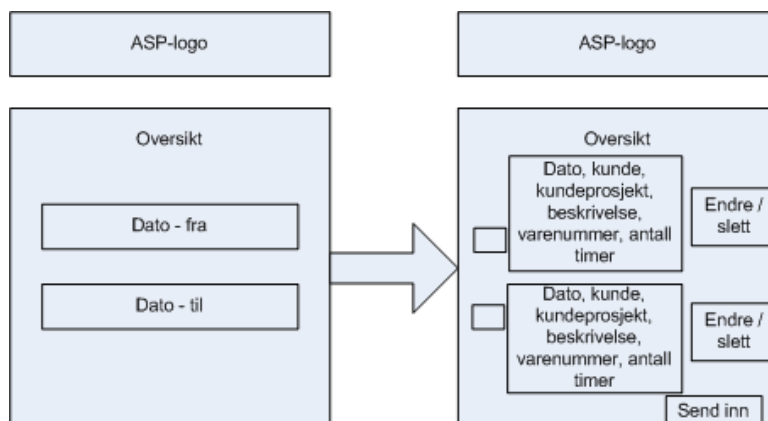 ASP-logo
Oversikt
Dato - fra
Dato - til
ASP-logo
Oversikt
Dato, kunde,
kundeprosjekt,
beskrivelse,
varenummer, antall
timer
Endre /
slett
Dato, kunde,
kundeprosjekt,
beskrivelse,
varenummer, antall
timer
Endre /
slett
Send inn